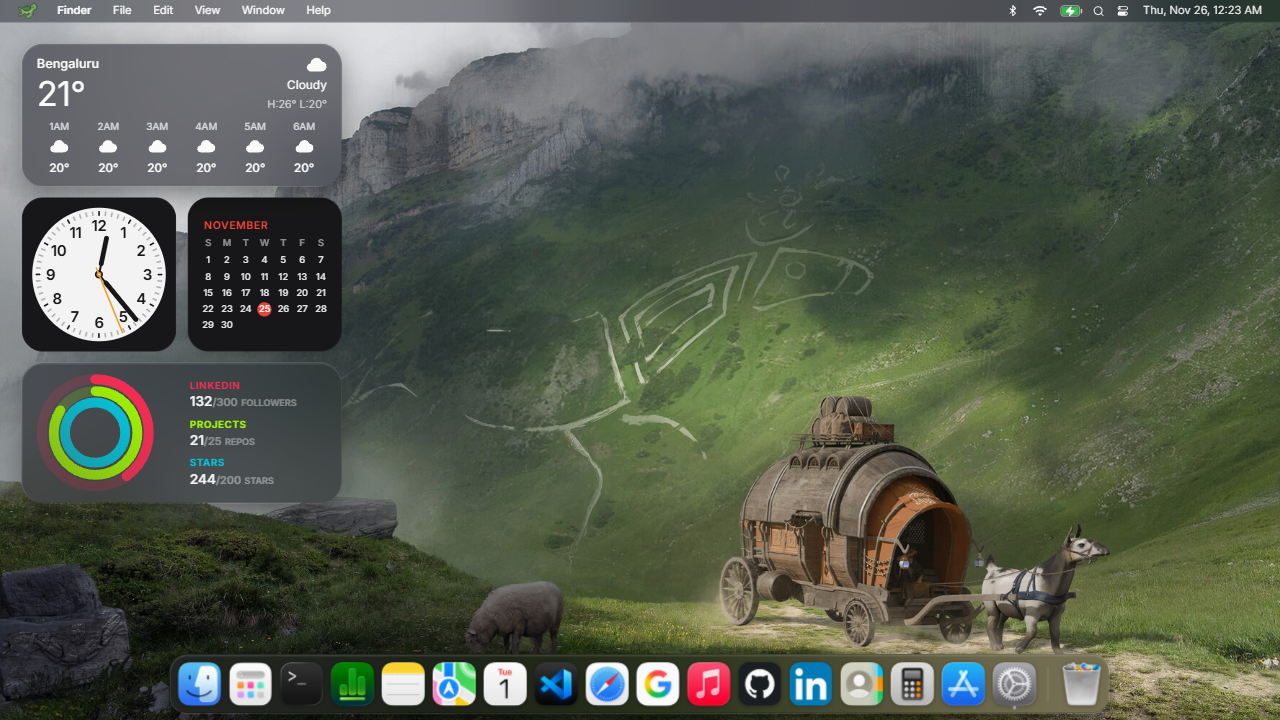 Finder File Edit View Window Help
Thu, Nov 26, 12:23 AM
Bengaluru
21°
Cloudy
H:26° L:20°
1AM 2AM 3AM 4AM 5AM 6AM
20° 20° 20° 20° 20° 20°
12
11 1
10 2
9 3
8 4
7 5
6
NOVEMBER
S M T W T F S
1 2 3 4 5 6 7
8 9 10 11 12 13 14
15 16 17 18 19 20 21
22 23 24 25 26 27 28
29 30
LINKEDIN
132/300 FOLLOWERS
PROJECTS
21/25 REPOS
STARS
244/200 STARS
>_
Tue
1
G
in